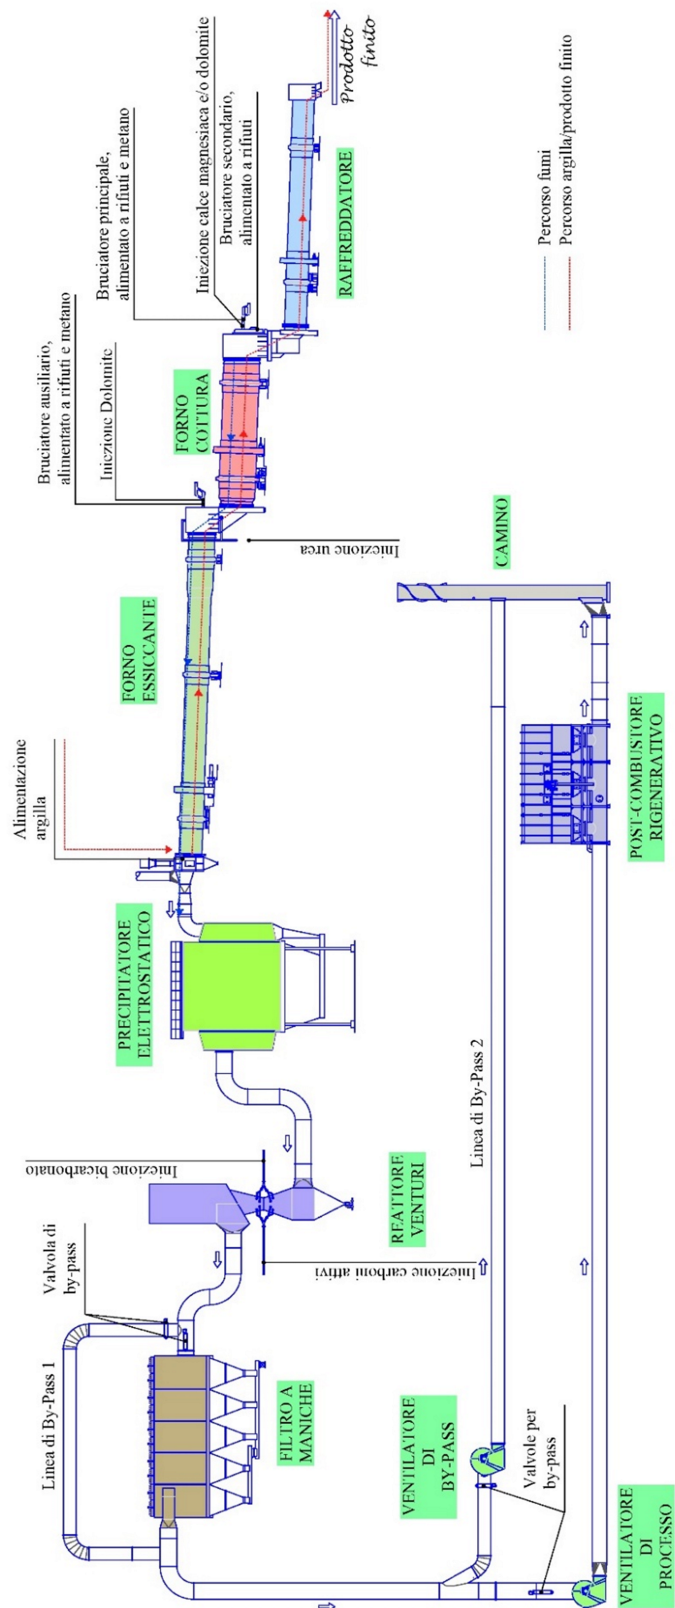 Prodotto
finito
RAFFREDDATORE
Bruciatore principale,
alimentato a rifiuti e metano
Iniezione calce magnesiaca e/o dolomite
Bruciatore secondario,
alimentato a rifiuti
Percorso fumi
Percorso argilla/prodotto finito
Bruciatore ausiliario,
alimentato a rifiuti e metano
Iniezione Dolomite
FORNO
COTTURA
Iniezione urea
CAMINO
FORNO
ESSICCANTE
Alimentazione
argilla
POST-COMBUSTORE
RIGENERATIVO
PRECIPITATORE
ELETTROSTATICO
Linea di By-Pass 2
Iniezione bicarbonato
REATTORE
VENTURI
Iniezione carboni attivi
Valvola di
by-pass
Linea di By-Pass 1
FILTRO A
MANICHE
VENTILATORE
DI
BY-PASS
Valvole per
by-pass
VENTILATORE
DI
PROCESSO